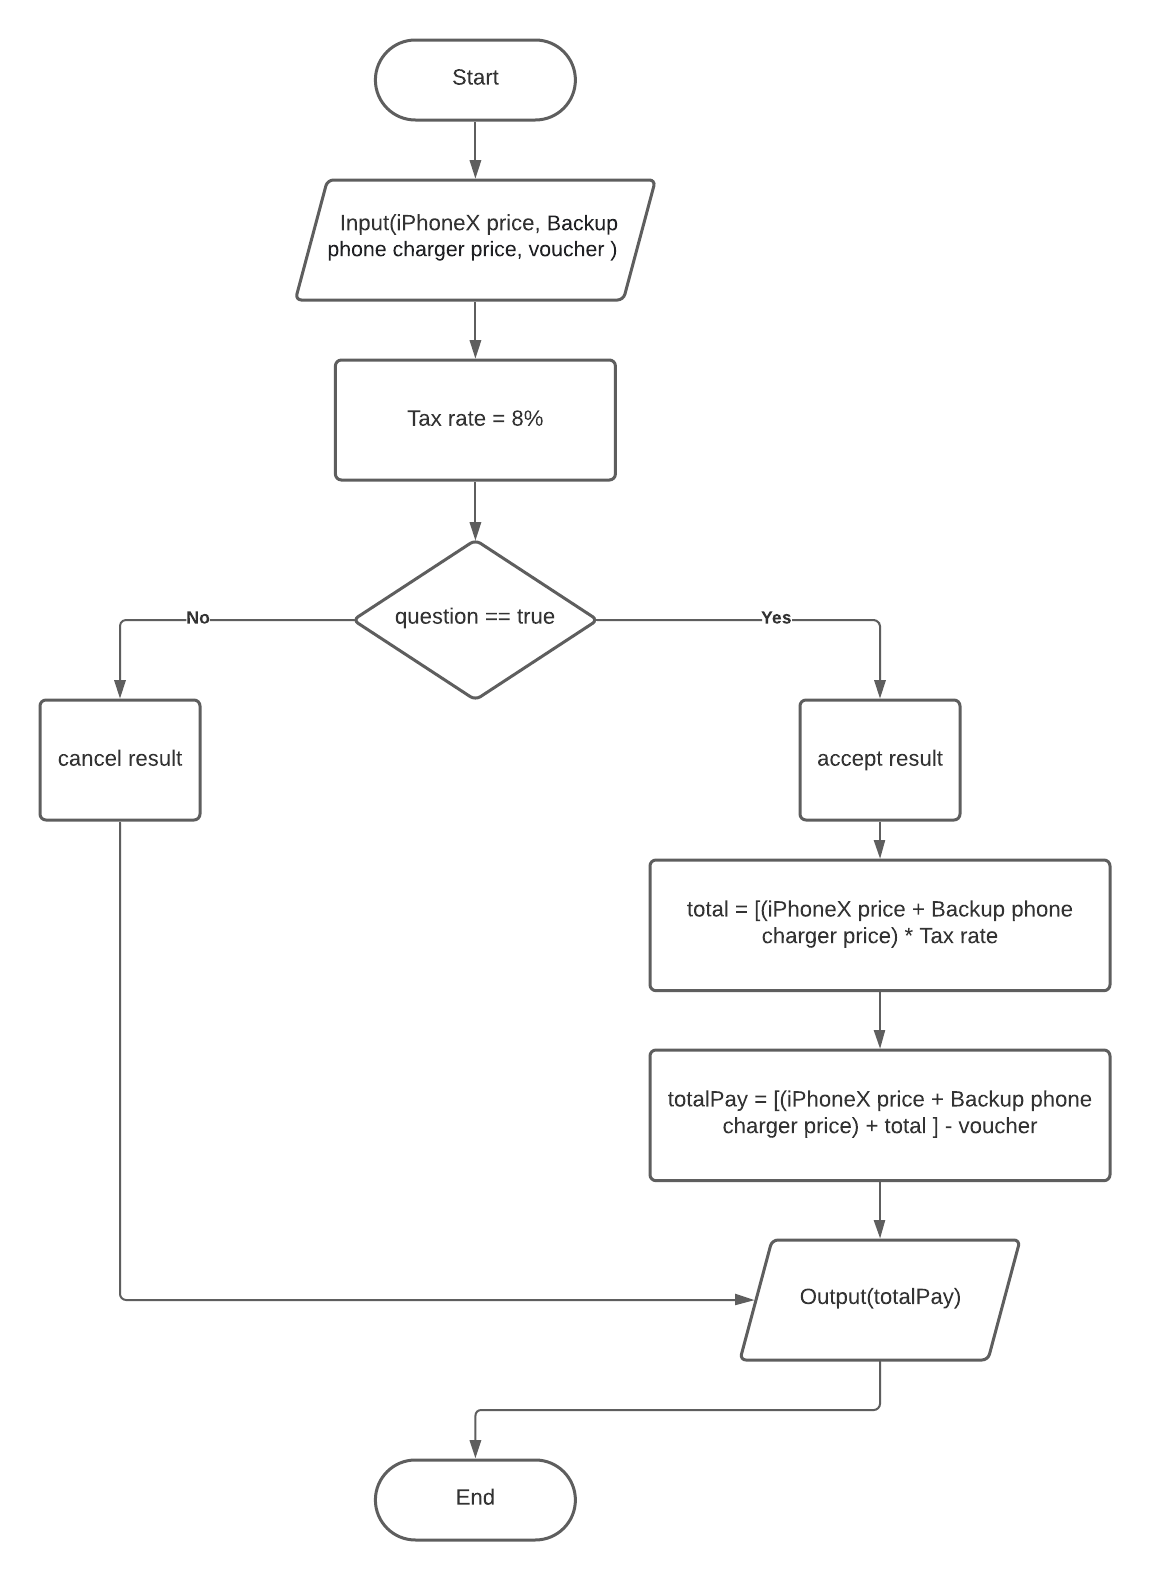 Start
Input(iPhoneX price, Backup
phone charger price, voucher )
Tax rate = 8%
question == true
No
Yes
cancel result
accept result
total = [(iPhoneX price + Backup phone
charger price) * Tax rate
totalPay = [(iPhoneX price + Backup phone
charger price) + total ] - voucher
Output(totalPay)
End